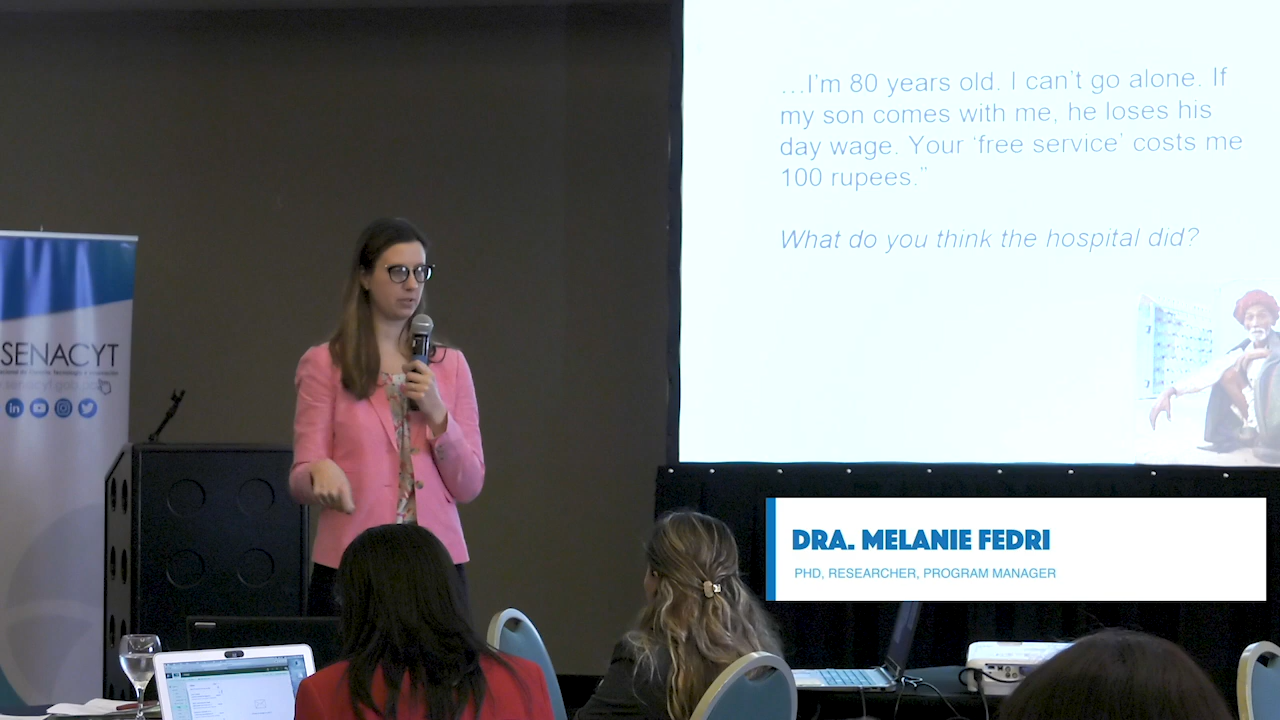 …I'm 80 years old. I can't go alone. If
my son comes with me, he loses his
day wage. Your 'free service' costs me
100 rupees."
What do you think the hospital did?
SENACYT
DRA. MELANIE FEDRI
PHD, RESEARCHER, PROGRAM MANAGER